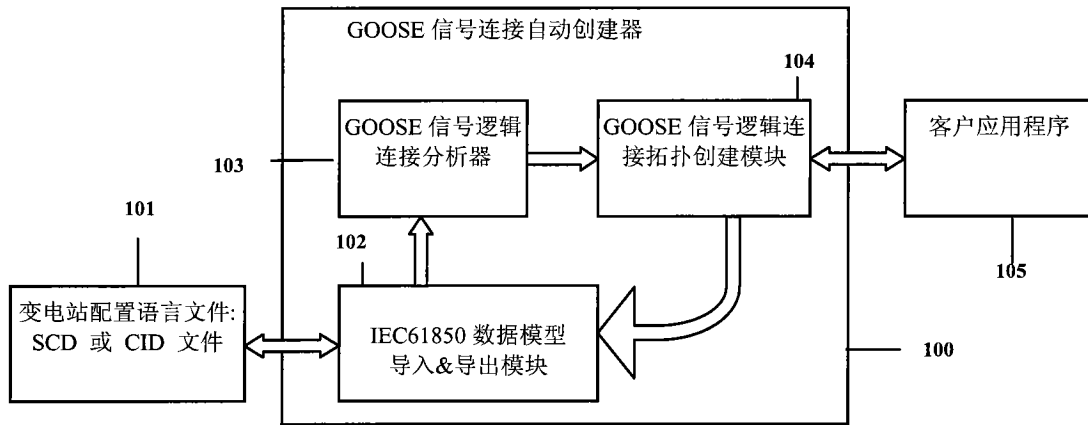 GOOSE 信号连接自动创建器
104
GOOSE 信号逻辑
连接分析器
GOOSE 信号逻辑连
接拓扑创建模块
客户应用程序
103
101
102
105
变电站配置语言文件:
SCD 或 CID 文件
IEC61850 数据模型
导入&导出模块
100